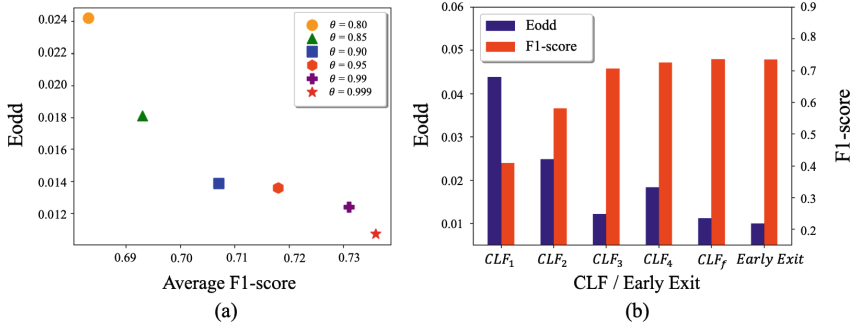 0.024
0.022
0.020
0.018
0.016
0.014
0.012
Eodd
θ = 0.80
θ = 0.85
θ = 0.90
θ = 0.95
θ = 0.99
θ = 0.999
0.69 0.70 0.71 0.72 0.73
Average F1-score
(a)
0.06
0.05
0.04
0.03
0.02
0.01
Eodd
Eodd
F1-score
0.9
0.8
0.7
0.6
0.5
0.4
0.3
0.2
F1-score
CLF₁ CLF₂ CLF₃ CLF₄ CLF_f Early Exit
CLF / Early Exit
(b)